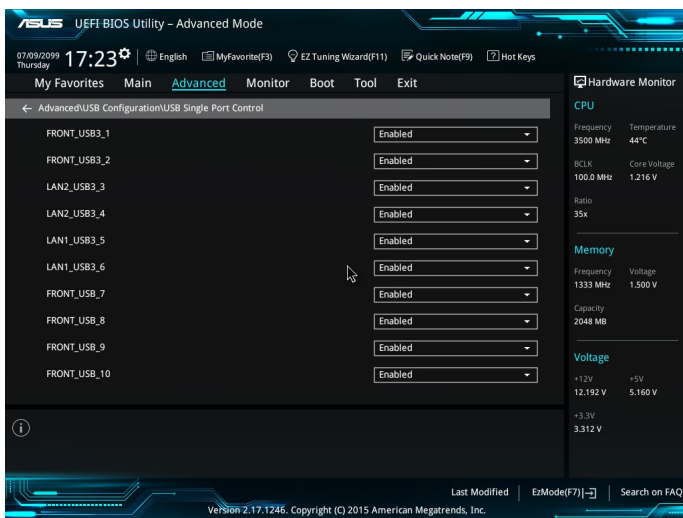 ASUS UEFI BIOS Utility – Advanced Mode
07/09/2099 Thursday 17:23 English MyFavorite(F3) EZ Tuning Wizard(F11) Quick Note(F9) ? Hot Keys
My Favorites Main Advanced Monitor Boot Tool Exit
← Advanced\USB Configuration\USB Single Port Control
FRONT_USB3_1 Enabled
FRONT_USB3_2 Enabled
LAN2_USB3_3 Enabled
LAN2_USB3_4 Enabled
LAN1_USB3_5 Enabled
LAN1_USB3_6 Enabled
FRONT_USB_7 Enabled
FRONT_USB_8 Enabled
FRONT_USB_9 Enabled
FRONT_USB_10 Enabled
Hardware Monitor
CPU
Frequency Temperature
3500 MHz 44°C
BCLK Core Voltage
100.0 MHz 1.216 V
Ratio
35x
Memory
Frequency Voltage
1333 MHz 1.500 V
Capacity
2048 MB
Voltage
+12V +5V
12.192 V 5.160 V
+3.3V
3.312 V
Last Modified EzMode(F7) Search on FAQ
Version 2.17.1246. Copyright (C) 2015 American Megatrends, Inc.